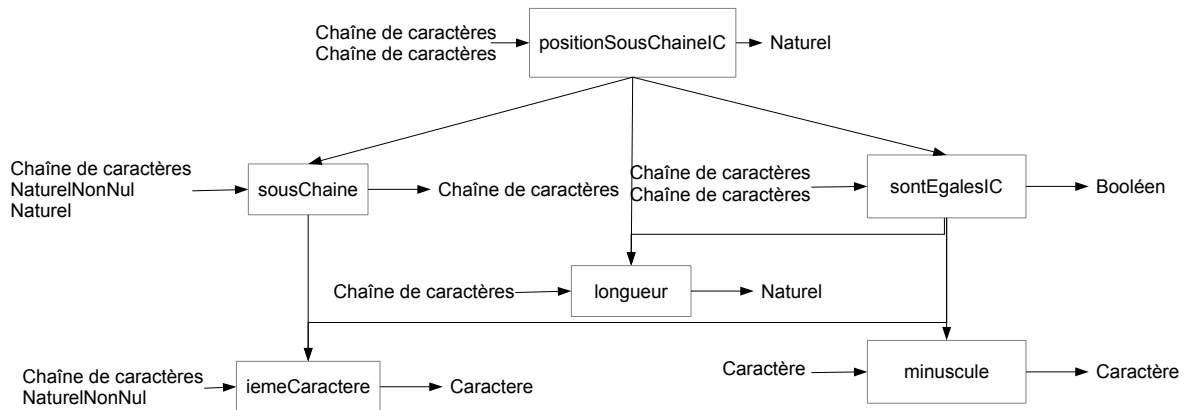 Chaîne de caractères
Chaîne de caractères
positionSousChaineIC
Naturel
Chaîne de caractères
NaturelNonNul
Naturel
sousChaine
Chaîne de caractères
Chaîne de caractères
Chaîne de caractères
sontEgalesIC
Booléen
Chaîne de caractères
longueur
Naturel
Chaîne de caractères
NaturelNonNul
iemeCaractere
Caractere
Caractère
minuscule
Caractère